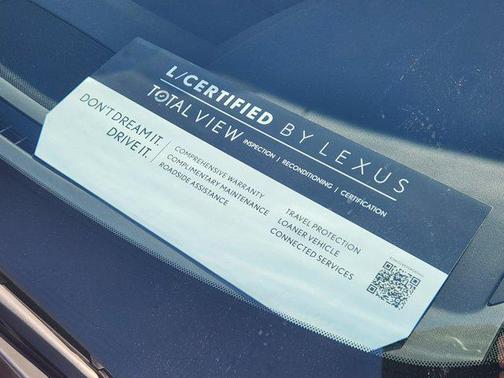 L/CERTIFIED BY LEXUS
TOTAL VIEW INSPECTION | RECONDITIONING | CERTIFICATION
DON'T DREAM IT.
DRIVE IT.
COMPREHENSIVE WARRANTY
COMPLIMENTARY MAINTENANCE
ROADSIDE ASSISTANCE
TRAVEL PROTECTION
LOANER VEHICLE
CONNECTED SERVICES